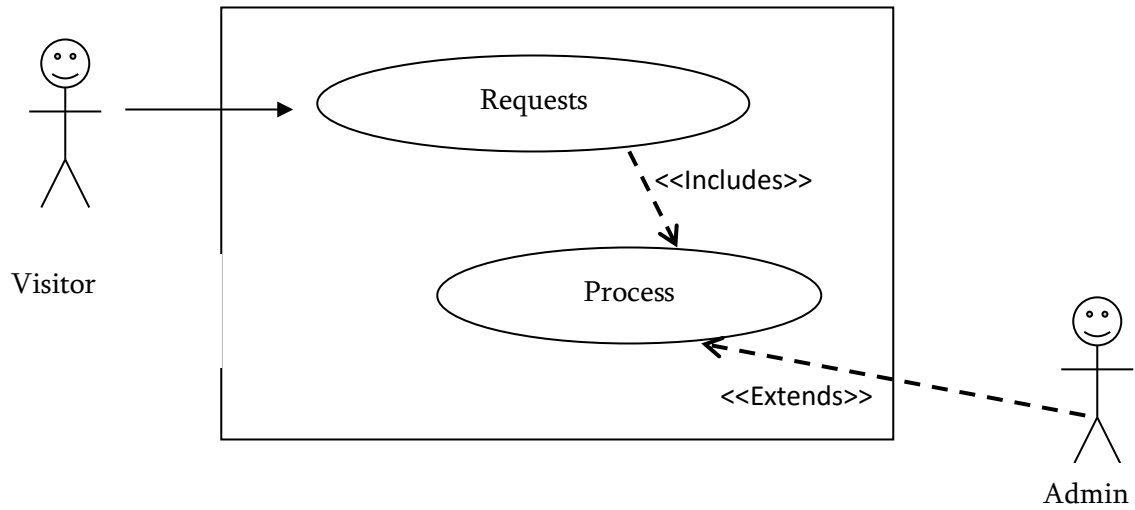 Requests
<<Includes>>
Visitor
Process
<<Extends>>
Admin